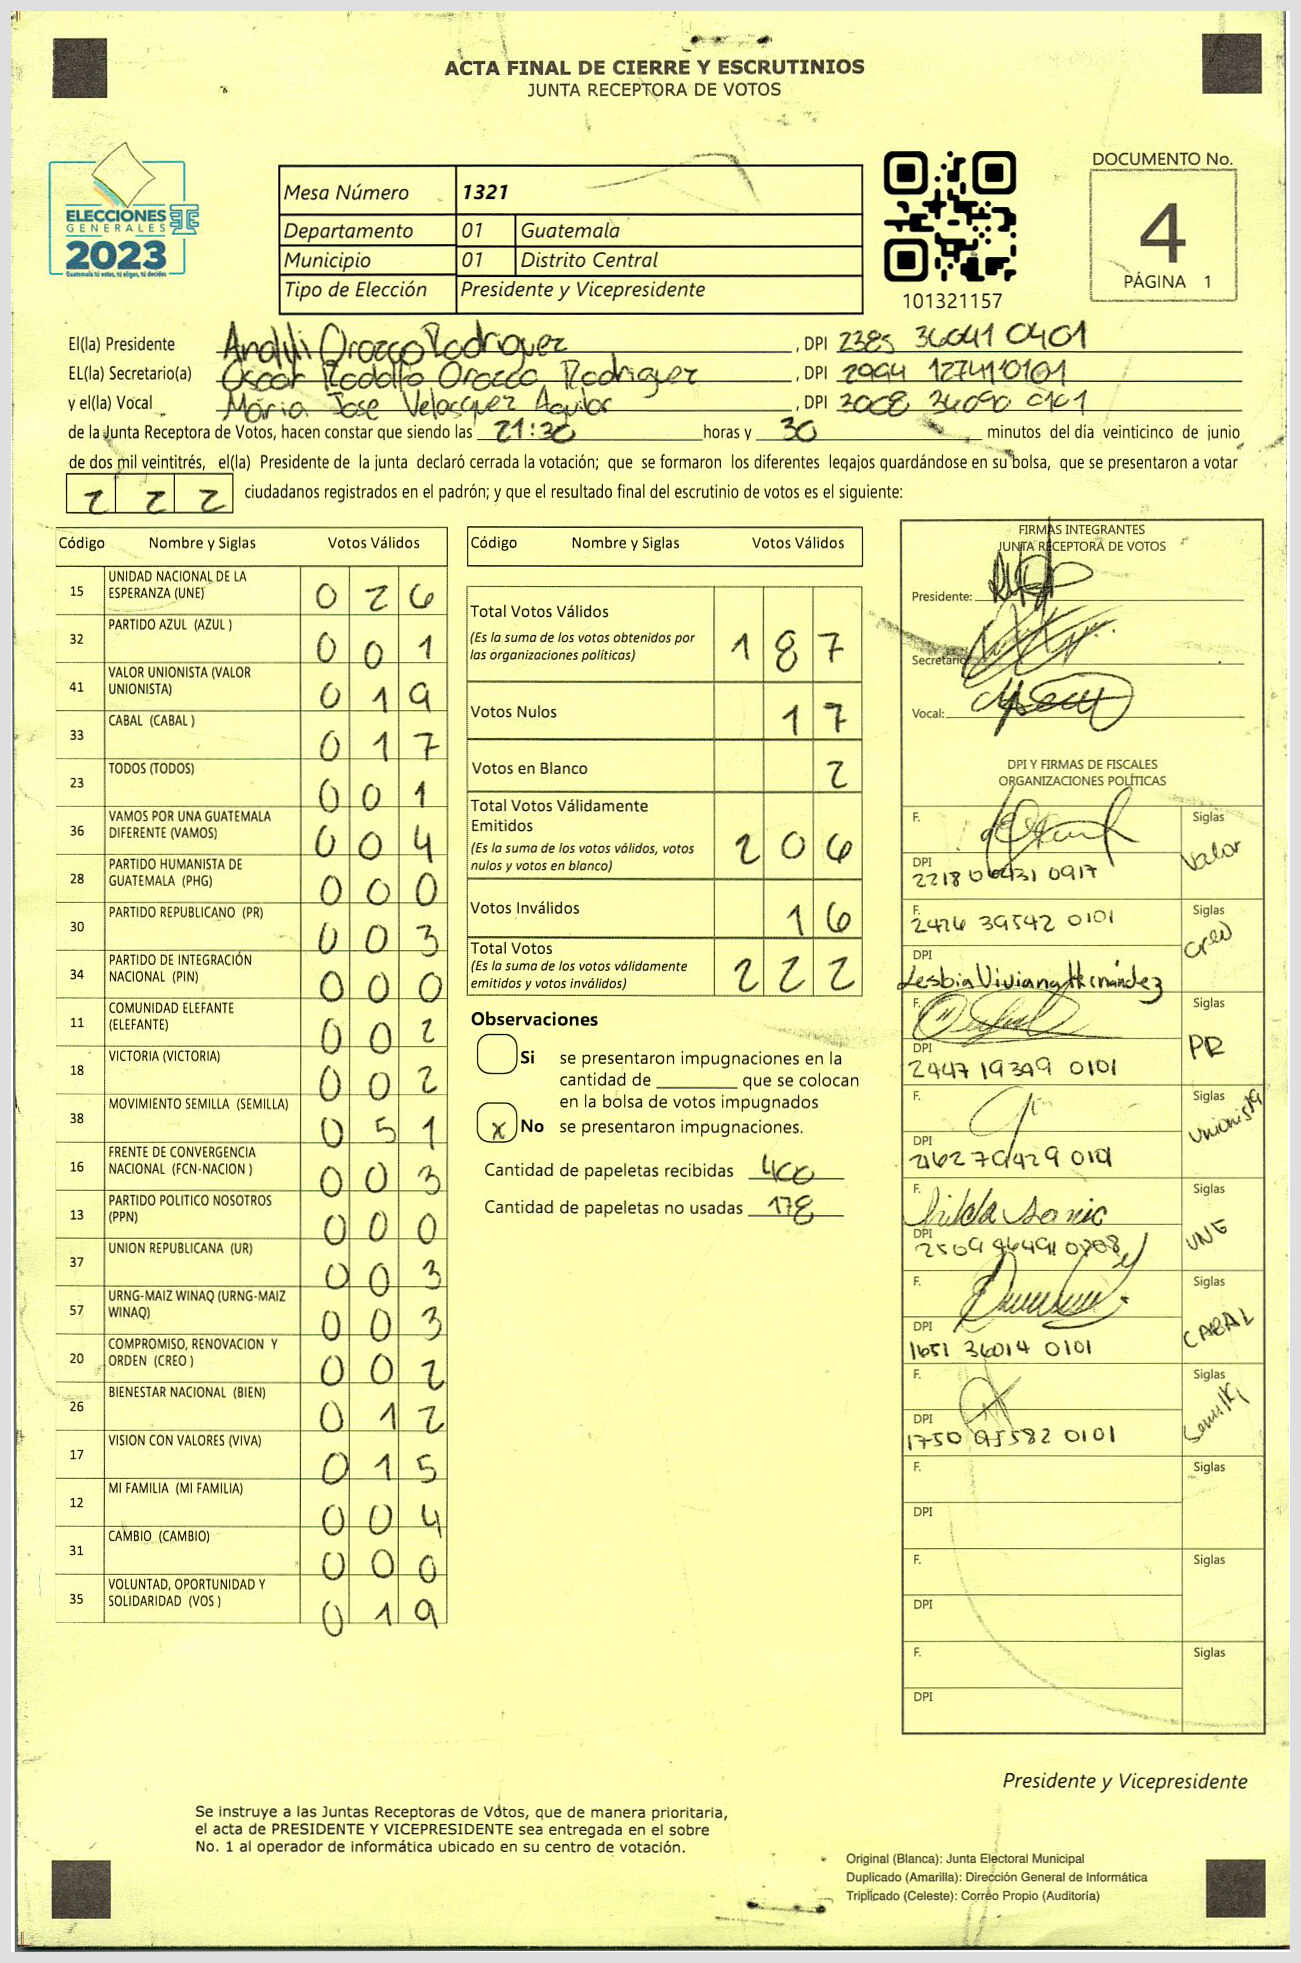 ACTA FINAL DE CIERRE Y ESCRUTINIOS
JUNTA RECEPTORA DE VOTOS
ELECCIONES
GENERALES
2023
Guatemala tú votas, tú eliges, tú decides
Mesa Número 1321
Departamento 01 Guatemala
Municipio 01 Distrito Central
Tipo de Elección Presidente y Vicepresidente
101321157
DOCUMENTO No.
4
PÁGINA 1
El(la) Presidente Orozco Rodriguez, DPI 2385 36041 0401
EL(la) Secretario(a) Oscar Rodolfo Orozco Rodriguez, DPI 2994 12741 0101
y el(la) Vocal Maria Jose Velasquez Aguilar, DPI 3008 36090 0101
de la Junta Receptora de Votos, hacen constar que siendo las 21:30 horas y 30 minutos del día veinticinco de junio
de dos mil veintitrés, el(la) Presidente de la junta declaró cerrada la votación; que se formaron los diferentes legajos guardándose en su bolsa, que se presentaron a votar
2 2 2 ciudadanos registrados en el padrón; y que el resultado final del escrutinio de votos es el siguiente:
Código Nombre y Siglas Votos Válidos
15 UNIDAD NACIONAL DE LA ESPERANZA (UNE) 0 2 6
32 PARTIDO AZUL (AZUL ) 0 0 1
41 VALOR UNIONISTA (VALOR UNIONISTA) 0 1 9
33 CABAL (CABAL ) 0 1 7
23 TODOS (TODOS) 0 0 1
36 VAMOS POR UNA GUATEMALA DIFERENTE (VAMOS) 0 0 4
28 PARTIDO HUMANISTA DE GUATEMALA (PHG) 0 0 0
30 PARTIDO REPUBLICANO (PR) 0 0 3
34 PARTIDO DE INTEGRACIÓN NACIONAL (PIN) 0 0 0
11 COMUNIDAD ELEFANTE (ELEFANTE) 0 0 2
18 VICTORIA (VICTORIA) 0 0 2
38 MOVIMIENTO SEMILLA (SEMILLA) 0 5 1
16 FRENTE DE CONVERGENCIA NACIONAL (FCN-NACION ) 0 0 3
13 PARTIDO POLITICO NOSOTROS (PPN) 0 0 0
37 UNION REPUBLICANA (UR) 0 0 3
57 URNG-MAIZ WINAQ (URNG-MAIZ WINAQ) 0 0 3
20 COMPROMISO, RENOVACION Y ORDEN (CREO ) 0 0 2
26 BIENESTAR NACIONAL (BIEN) 0 1 2
17 VISION CON VALORES (VIVA) 0 1 5
12 MI FAMILIA (MI FAMILIA) 0 0 4
31 CAMBIO (CAMBIO) 0 0 0
35 VOLUNTAD, OPORTUNIDAD Y SOLIDARIDAD (VOS ) 0 1 9
Código Nombre y Siglas Votos Válidos
Total Votos Válidos 1 8 7
(Es la suma de los votos obtenidos por
las organizaciones políticas)
Votos Nulos 1 7
Votos en Blanco 2
Total Votos Válidamente
Emitidos 2 0 6
(Es la suma de los votos válidos, votos
nulos y votos en blanco)
Votos Inválidos 1 6
Total Votos 2 2 2
(Es la suma de los votos válidamente
emitidos y votos inválidos)
Observaciones
Si se presentaron impugnaciones en la
cantidad de ________ que se colocan
en la bolsa de votos impugnados
x No se presentaron impugnaciones.
Cantidad de papeletas recibidas 400
Cantidad de papeletas no usadas 178
FIRMAS INTEGRANTES
JUNTA RECEPTORA DE VOTOS
Presidente:
Secretario:
Vocal:
DPI Y FIRMAS DE FISCALES
ORGANIZACIONES POLÍTICAS
F. Siglas
Valor
DPI
2218 06431 0917
F. Siglas
2426 39542 0101
Creo
DPI
Lesbia Viviana Hernández
F. Siglas
PR
DPI
2447 19349 0101
F. Siglas
Unionista
DPI
2162 79429 0101
F. Siglas
Hilda Sanic
UNE
DPI
F. Siglas
CABAL
DPI
1651 36014 0101
F. Siglas
Semilla
DPI
1750 95582 0101
F. Siglas
DPI
F. Siglas
DPI
F. Siglas
DPI
Presidente y Vicepresidente
Se instruye a las Juntas Receptoras de Votos, que de manera prioritaria,
el acta de PRESIDENTE Y VICEPRESIDENTE sea entregada en el sobre
No. 1 al operador de informática ubicado en su centro de votación.
Original (Blanca): Junta Electoral Municipal
Duplicado (Amarilla): Dirección General de Informática
Triplicado (Celeste): Correo Propio (Auditoría)